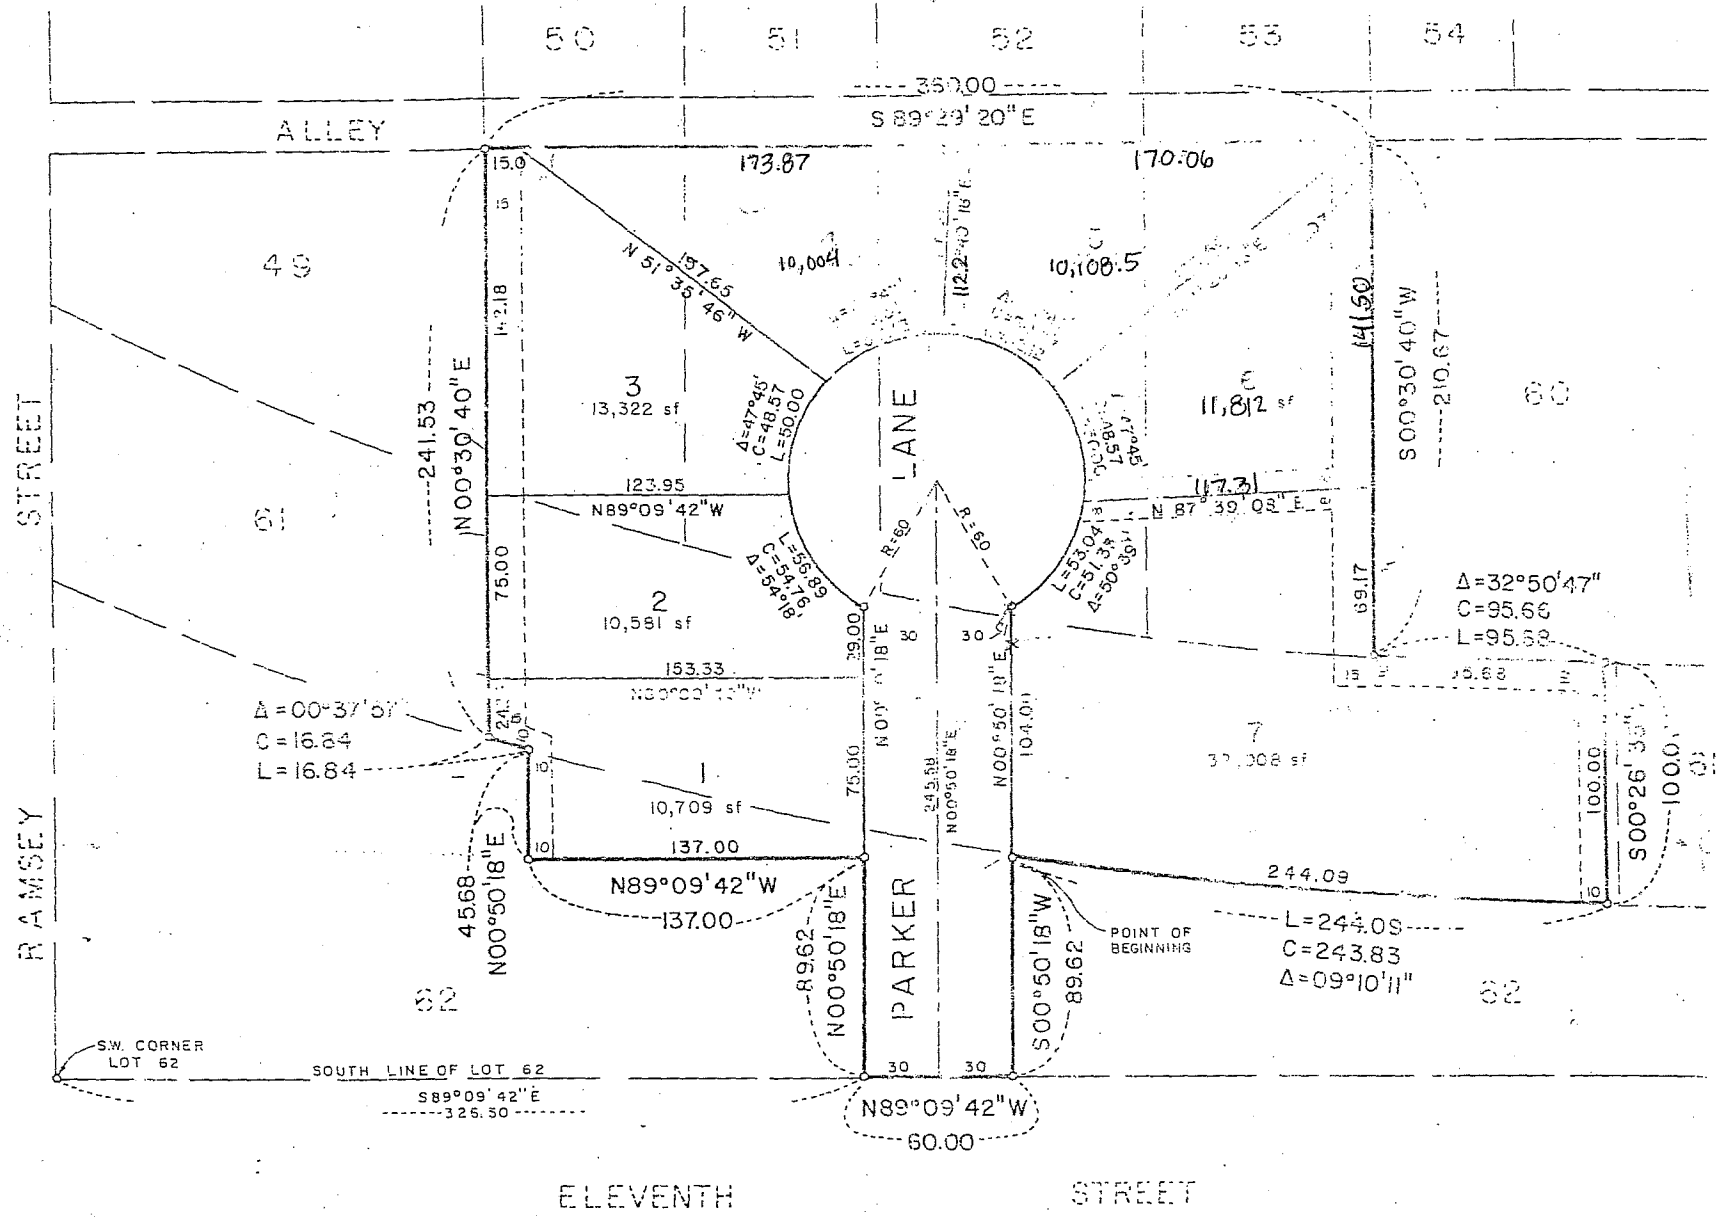 50
51
52
53
54
360.00
S 89°29'20" E
ALLEY
15.0
173.87
170.06
15
49
142.18
N 51°35'46" W
157.65
10,004
112.2
10,108.5
141.50
S00°30'40"W
210.67
60
241.53
N00°30'40"E
3
13,322 sf
Δ=47°45'
C=48.57
L=50.00
LANE
11,812 sf
STREET
61
123.95
N89°09'42"W
117.31
N 87°39'08" E
R=60
R=60
75.00
L=56.89
C=54.76
Δ=54°18'
L=53.04
69.17
Δ=32°50'47"
C=95.66
L=95.68
2
10,581 sf
29.00
30
30
153.33
N00°50'18"E
104.00
15
95.68
7
Δ=00°37'57"
C=16.84
L=16.84
10
1
10,709 sf
75.00
245.58
N00°50'18"E
100.00
S00°26'35"
100.0
RAMSEY
45.68
N00°50'18"E
10
137.00
N89°09'42"W
137.00
244.09
10
89.62
N00°50'18"E
PARKER
S00°50'18"W
89.62
POINT OF
BEGINNING
L=244.09
C=243.83
Δ=09°10'11"
62
62
S.W. CORNER
LOT 62
SOUTH LINE OF LOT 62
S89°09'42"E
326.50
30
30
N89°09'42"W
60.00
ELEVENTH
STREET